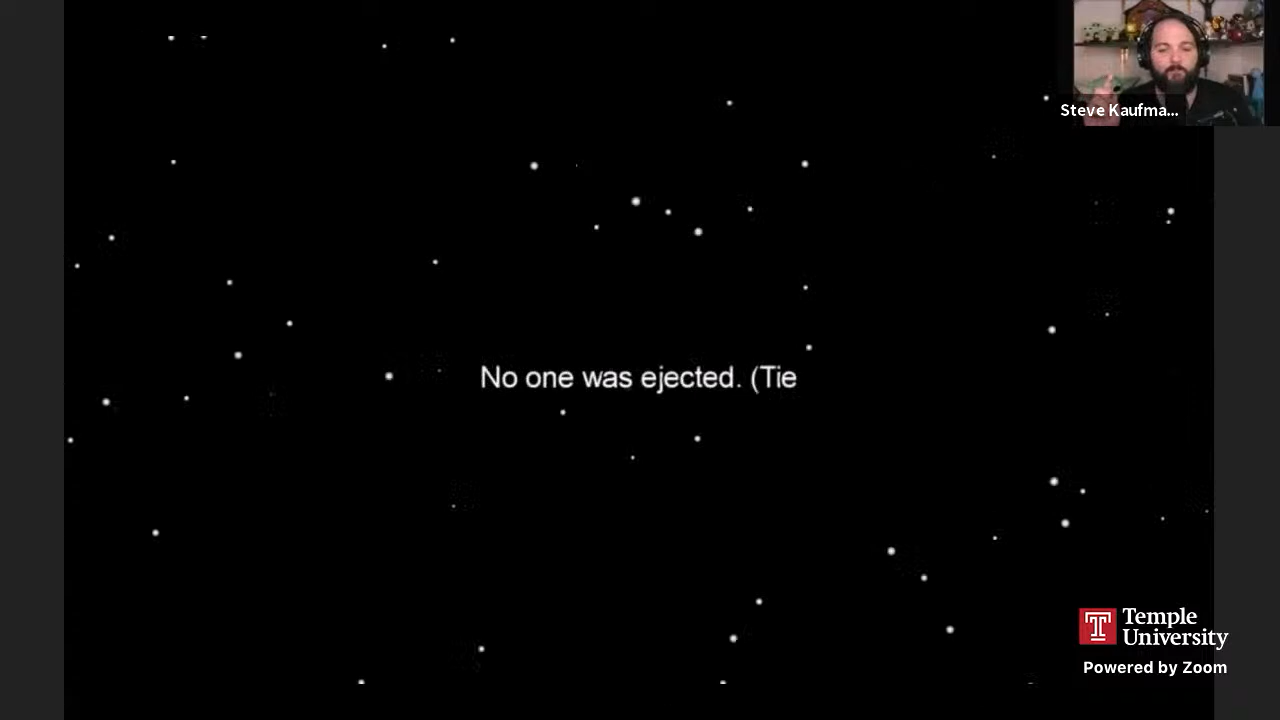 Steve Kaufma...
No one was ejected. (Tie
Temple
University
Powered by Zoom